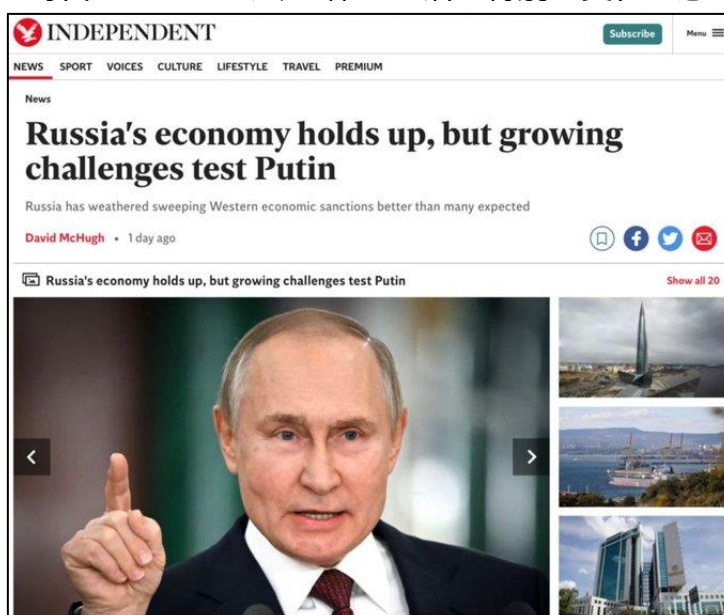 INDEPENDENT
Subscribe
Menu
NEWS SPORT VOICES CULTURE LIFESTYLE TRAVEL PREMIUM
News
Russia's economy holds up, but growing
challenges test Putin
Russia has weathered sweeping Western economic sanctions better than many expected
David McHugh • 1 day ago
Russia's economy holds up, but growing challenges test Putin
Show all 20